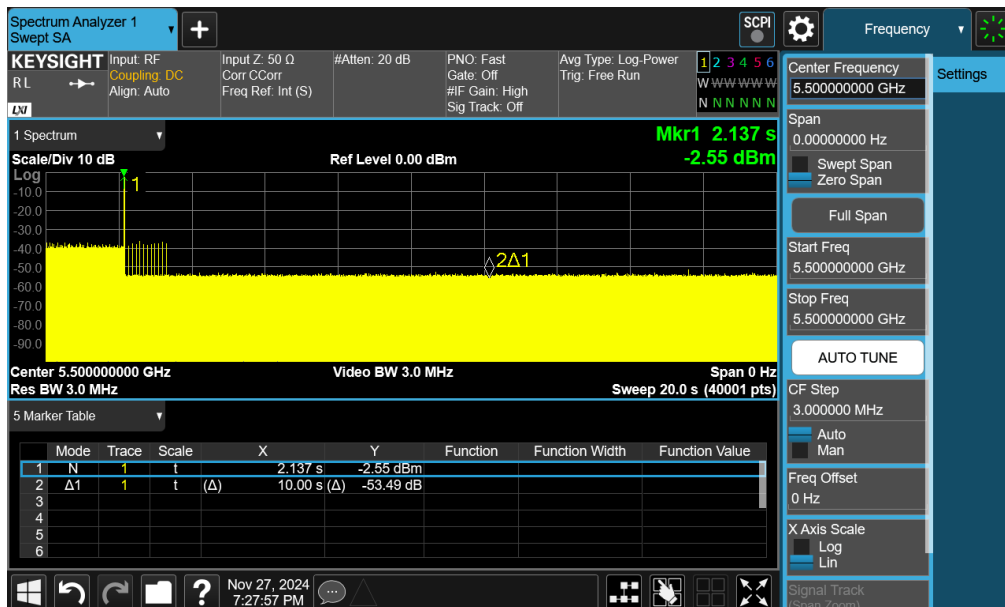 Spectrum Analyzer 1
Swept SA
SCPI
Frequency
KEYSIGHT
RL
LXI
Input: RF
Coupling: DC
Align: Auto
Input Z: 50 Ω
Corr CCorr
Freq Ref: Int (S)
#Atten: 20 dB
PNO: Fast
Gate: Off
#IF Gain: High
Sig Track: Off
Avg Type: Log-Power
Trig: Free Run
1 2 3 4 5 6
W W W W W W
N N N N N N
1 Spectrum
Mkr1 2.137 s
Scale/Div 10 dB
Ref Level 0.00 dBm
-2.55 dBm
Log
-10.0
-20.0
-30.0
-40.0
-50.0
-60.0
-70.0
-80.0
-90.0
1
2Δ1
Center 5.500000000 GHz
Video BW 3.0 MHz
Span 0 Hz
Res BW 3.0 MHz
Sweep 20.0 s (40001 pts)
5 Marker Table
Mode Trace Scale X Y Function Function Width Function Value
1 N 1 t 2.137 s -2.55 dBm
2 Δ1 1 t (Δ) 10.00 s (Δ) -53.49 dB
3
4
5
6
Nov 27, 2024
7:27:57 PM
Center Frequency
5.500000000 GHz
Settings
Span
0.00000000 Hz
Swept Span
Zero Span
Full Span
Start Freq
5.500000000 GHz
Stop Freq
5.500000000 GHz
AUTO TUNE
CF Step
3.000000 MHz
Auto
Man
Freq Offset
0 Hz
X Axis Scale
Log
Lin
Signal Track
(Span Zoom)